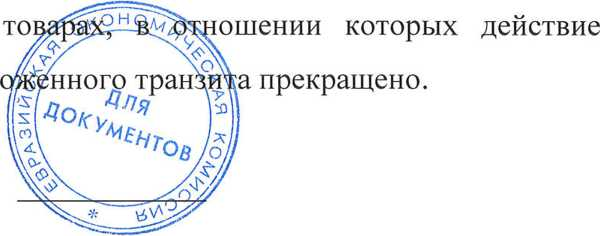 товарах, в отношении которых действие
оженного транзита прекращено.
ЕВРАЗИЙСКАЯ ЭКОНОМИЧЕСКАЯ КОМИССИЯ *
ДЛЯ
ДОКУМЕНТОВ